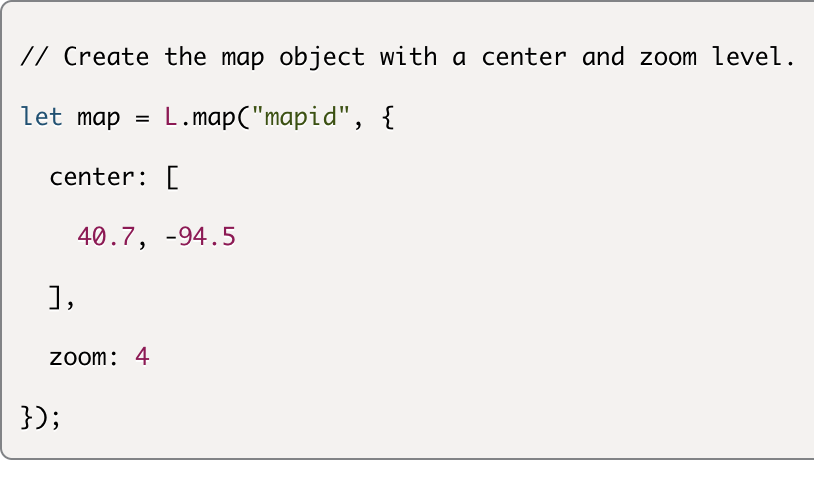 // Create the map object with a center and zoom level.
let map = L.map("mapid", {
  center: [
    40.7, -94.5
  ],
  zoom: 4
});